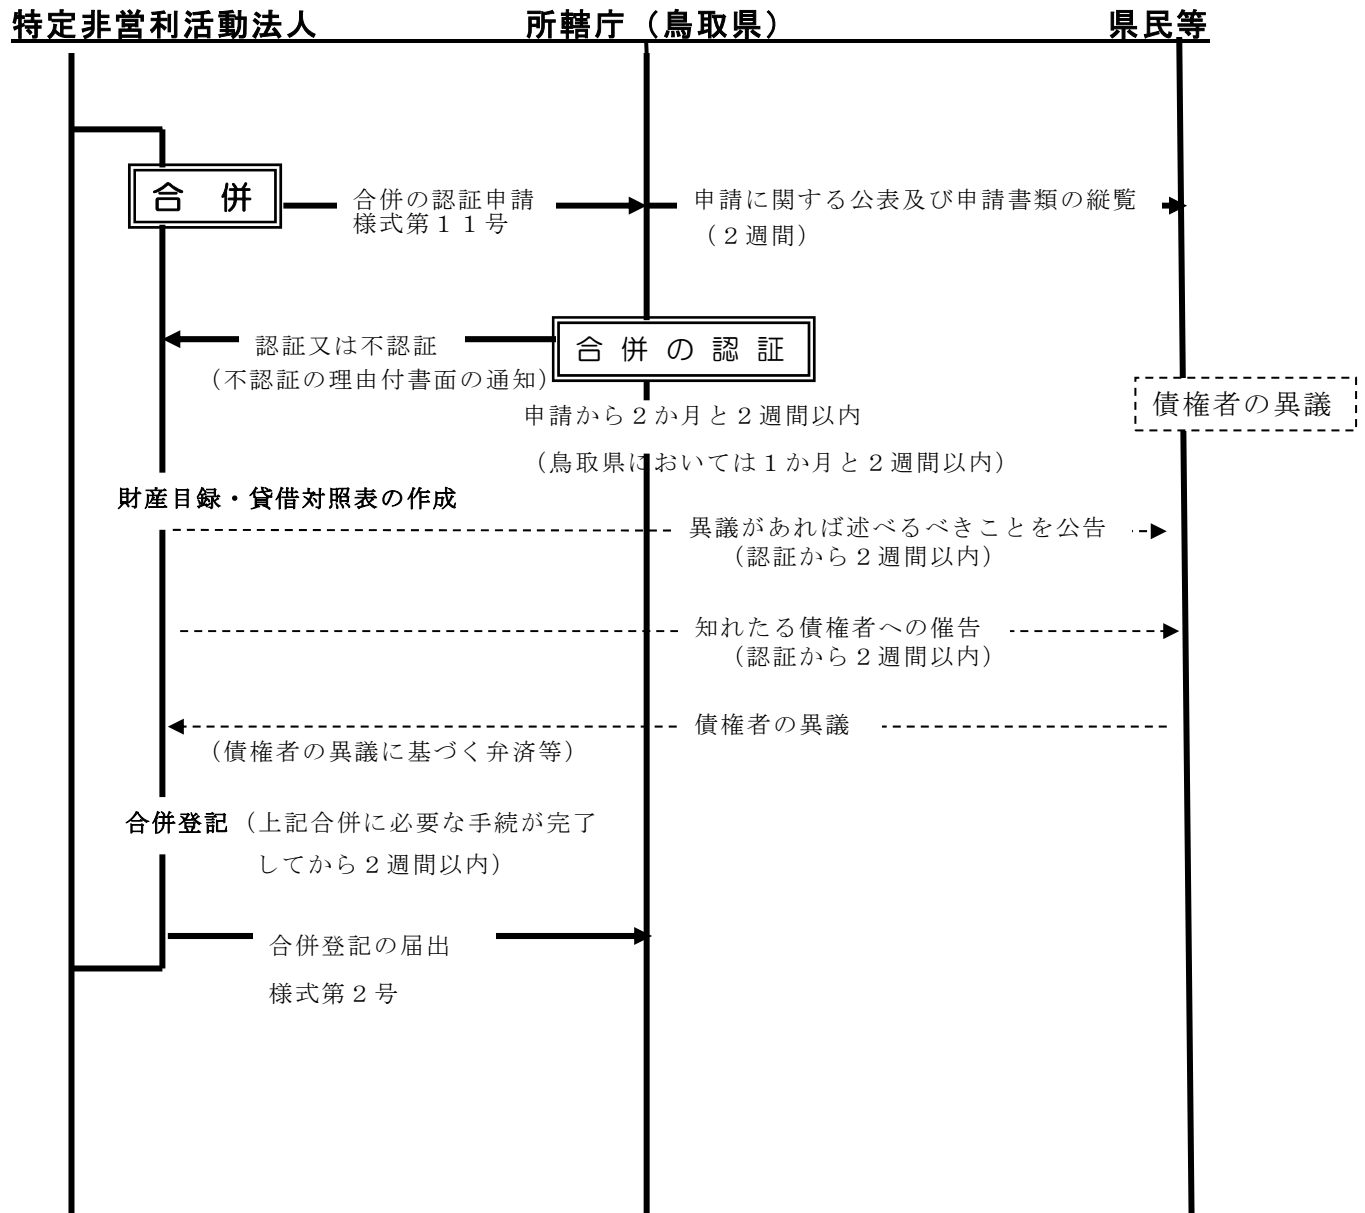 特定非営利活動法人
所轄庁（鳥取県）
県民等
合　併
合併の認証申請
様式第１１号
申請に関する公表及び申請書類の縦覧
（２週間）
認証又は不認証
（不認証の理由付書面の通知）
合併の認証
申請から２か月と２週間以内
（鳥取県においては１か月と２週間以内）
債権者の異議
財産目録・貸借対照表の作成
異議があれば述べるべきことを公告
（認証から２週間以内）
知れたる債権者への催告
（認証から２週間以内）
債権者の異議
（債権者の異議に基づく弁済等）
合併登記（上記合併に必要な手続が完了
してから２週間以内）
合併登記の届出
様式第２号